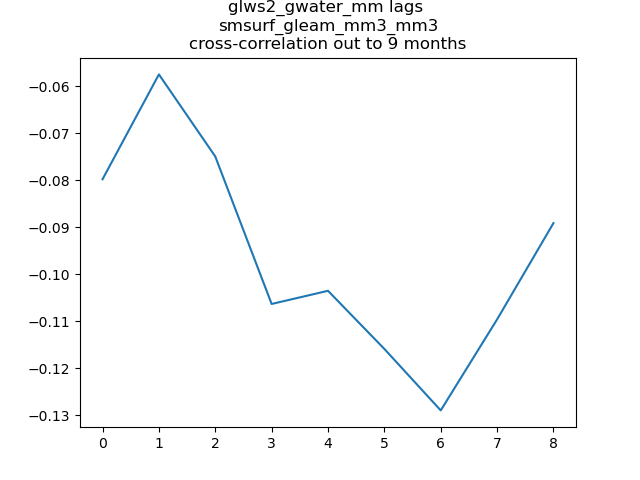 glws2_gwater_mm lags
smsurf_gleam_mm3_mm3
cross-correlation out to 9 months
−0.06
−0.07
−0.08
−0.09
−0.10
−0.11
−0.12
−0.13
0 1 2 3 4 5 6 7 8